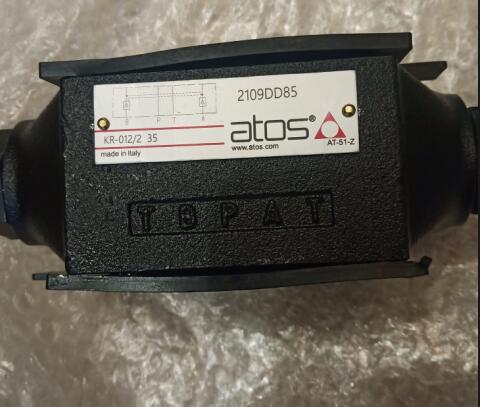 2109DD85
B P T A
KR-012/2 35
made in Italy
atos®
www.atos.com
AT-51-Z
T B P A T